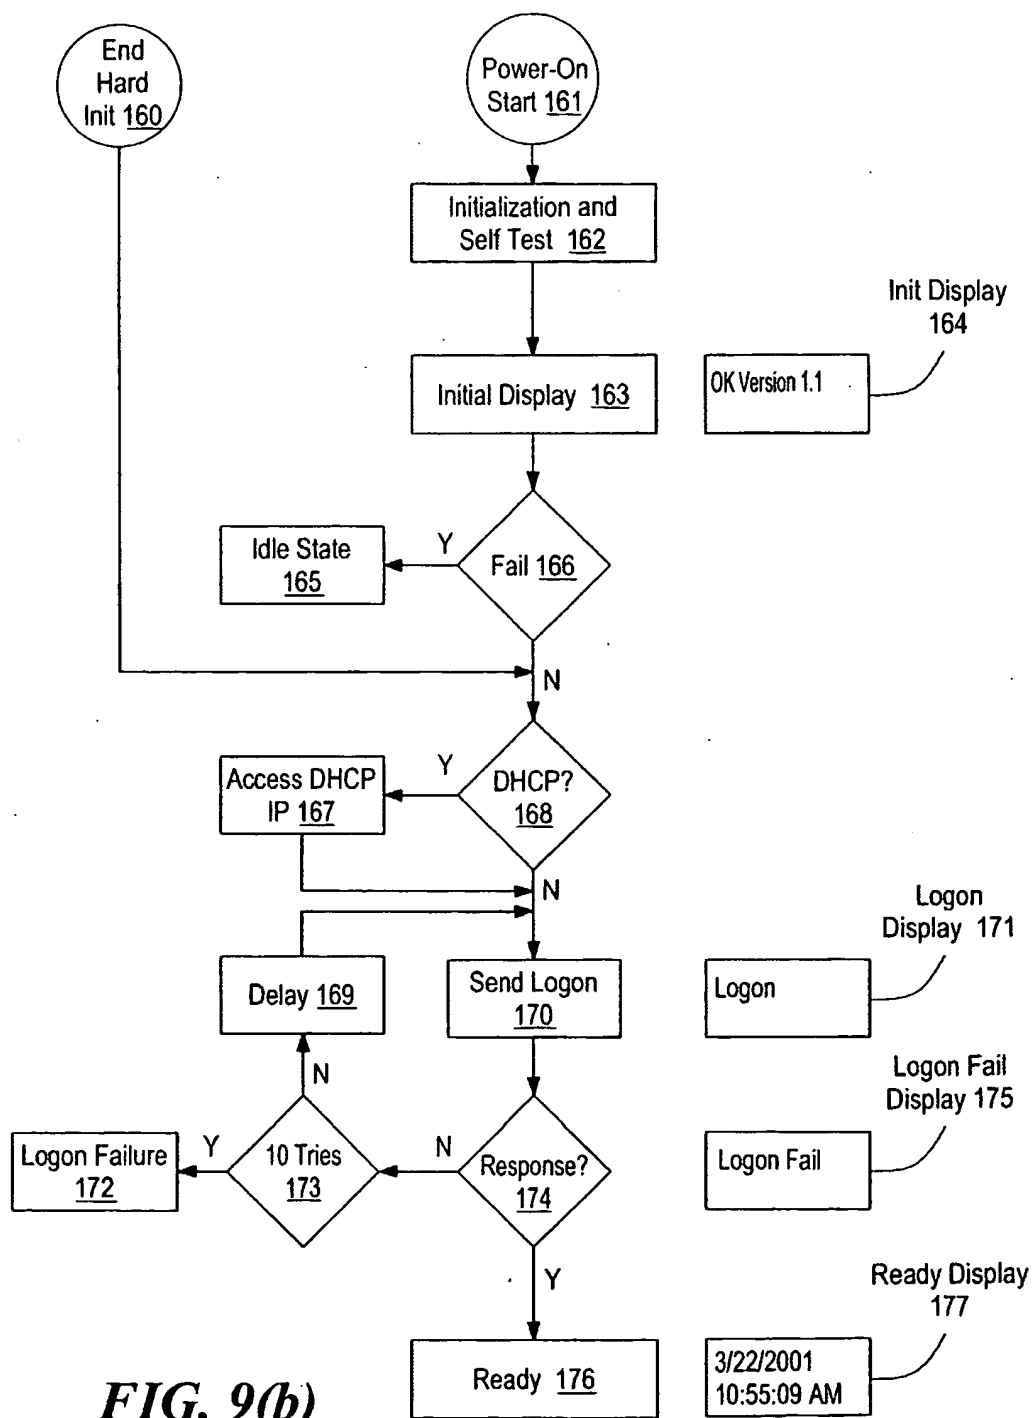 End
Hard
Init 160
Power-On
Start 161
Initialization and
Self Test 162
Init Display
164
Initial Display 163
OK Version 1.1
Idle State
165
Y
Fail 166
N
Access DHCP
IP 167
Y
DHCP?
168
N
Logon
Display 171
Delay 169
Send Logon
170
Logon
N
Logon Fail
Display 175
Logon Failure
172
Y
10 Tries
173
N
Response?
174
Logon Fail
Y
Ready Display
177
Ready 176
3/22/2001
10:55:09 AM
FIG. 9(b)